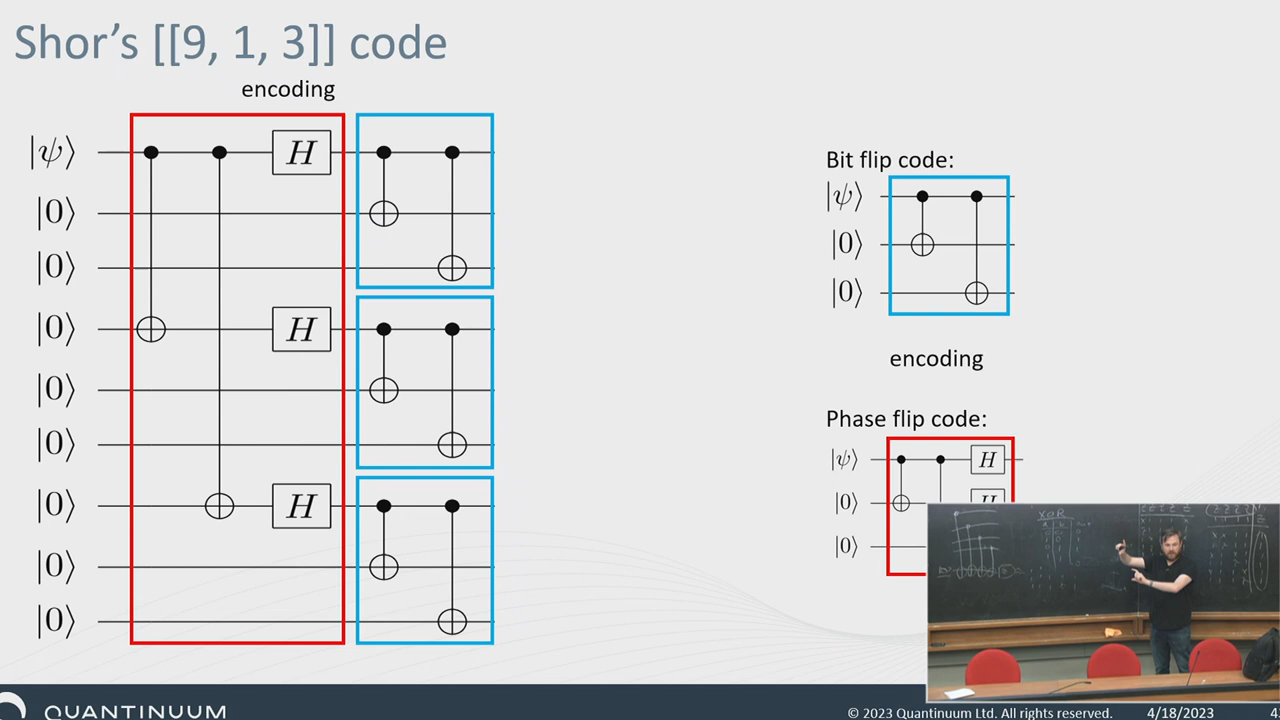 Shor's [[9, 1, 3]] code
encoding
|ψ⟩
|0⟩
|0⟩
|0⟩
|0⟩
|0⟩
|0⟩
|0⟩
|0⟩
H
H
H
Bit flip code:
|ψ⟩
|0⟩
|0⟩
encoding
Phase flip code:
|ψ⟩
|0⟩
|0⟩
H
XOR
QUANTINUUM
© 2023 Quantinuum Ltd. All rights reserved.
4/18/2023